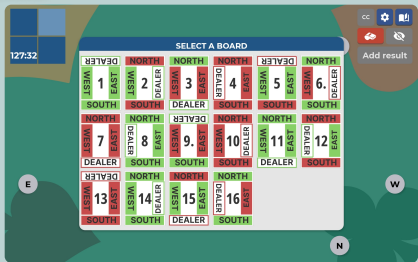 CC
127:32
Add result
SELECT A BOARD
DEALER NORTH NORTH NORTH DEALER NORTH
WEST 1 EAST WEST 2 DEALER WEST 3 EAST DEALER 4 EAST WEST 5 EAST WEST 6. DEALER
SOUTH SOUTH DEALER SOUTH SOUTH SOUTH
NORTH NORTH DEALER NORTH NORTH NORTH
WEST 7 EAST DEALER 8 EAST WEST 9. EAST WEST 10 DEALER WEST 11 EAST DEALER 12 EAST
DEALER SOUTH SOUTH SOUTH DEALER SOUTH
DEALER NORTH NORTH NORTH
WEST 13 EAST WEST 14 DEALER WEST 15 EAST DEALER 16 EAST
SOUTH SOUTH DEALER SOUTH
E
W
N